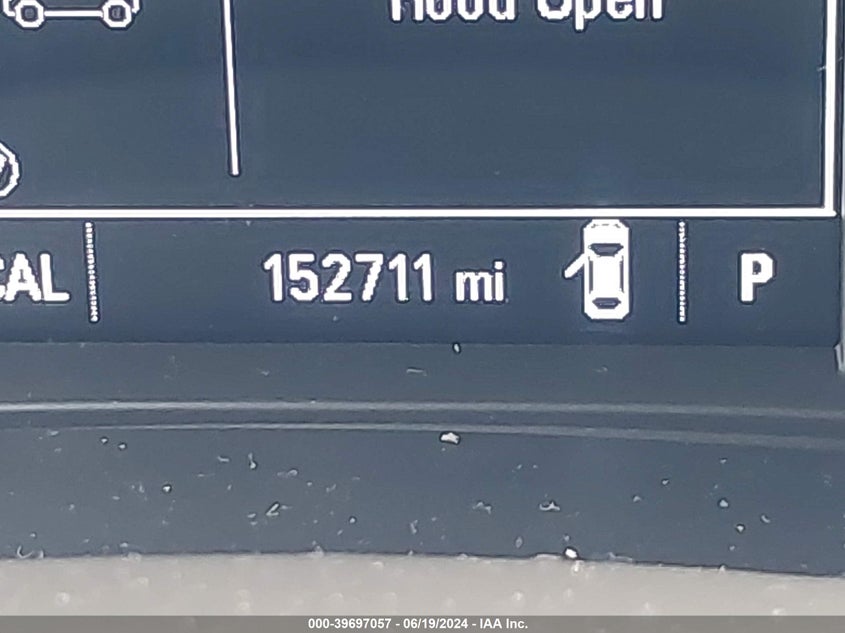 Hood Open
CAL
152711 mi
P
000-39697057 - 06/19/2024 - IAA Inc.